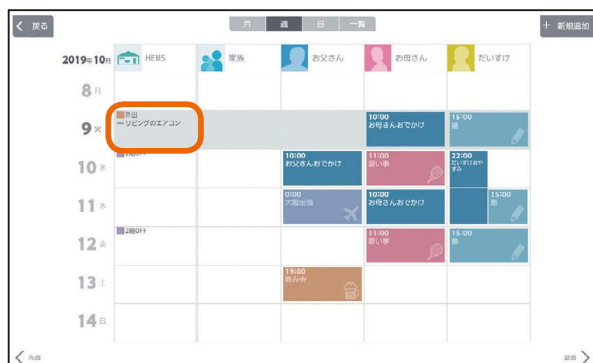 戻る
月 週 日 一覧
+ 新規追加
2019年10月 HEMS 家族 お父さん お母さん だいすけ
8月
9火
外出
リビングのエアコン
10:00
お母さんおでかけ
15:00
塾
10水
10:00
お父さんおでかけ
11:00
習い事
22:00
だいすけおやすみ
11木
0:00
大阪出張
10:00
お母さんおでかけ
15:00
塾
12金
2階OFF
11:00
習い事
15:00
塾
13土
19:00
飲み会
14日
先週
翌週